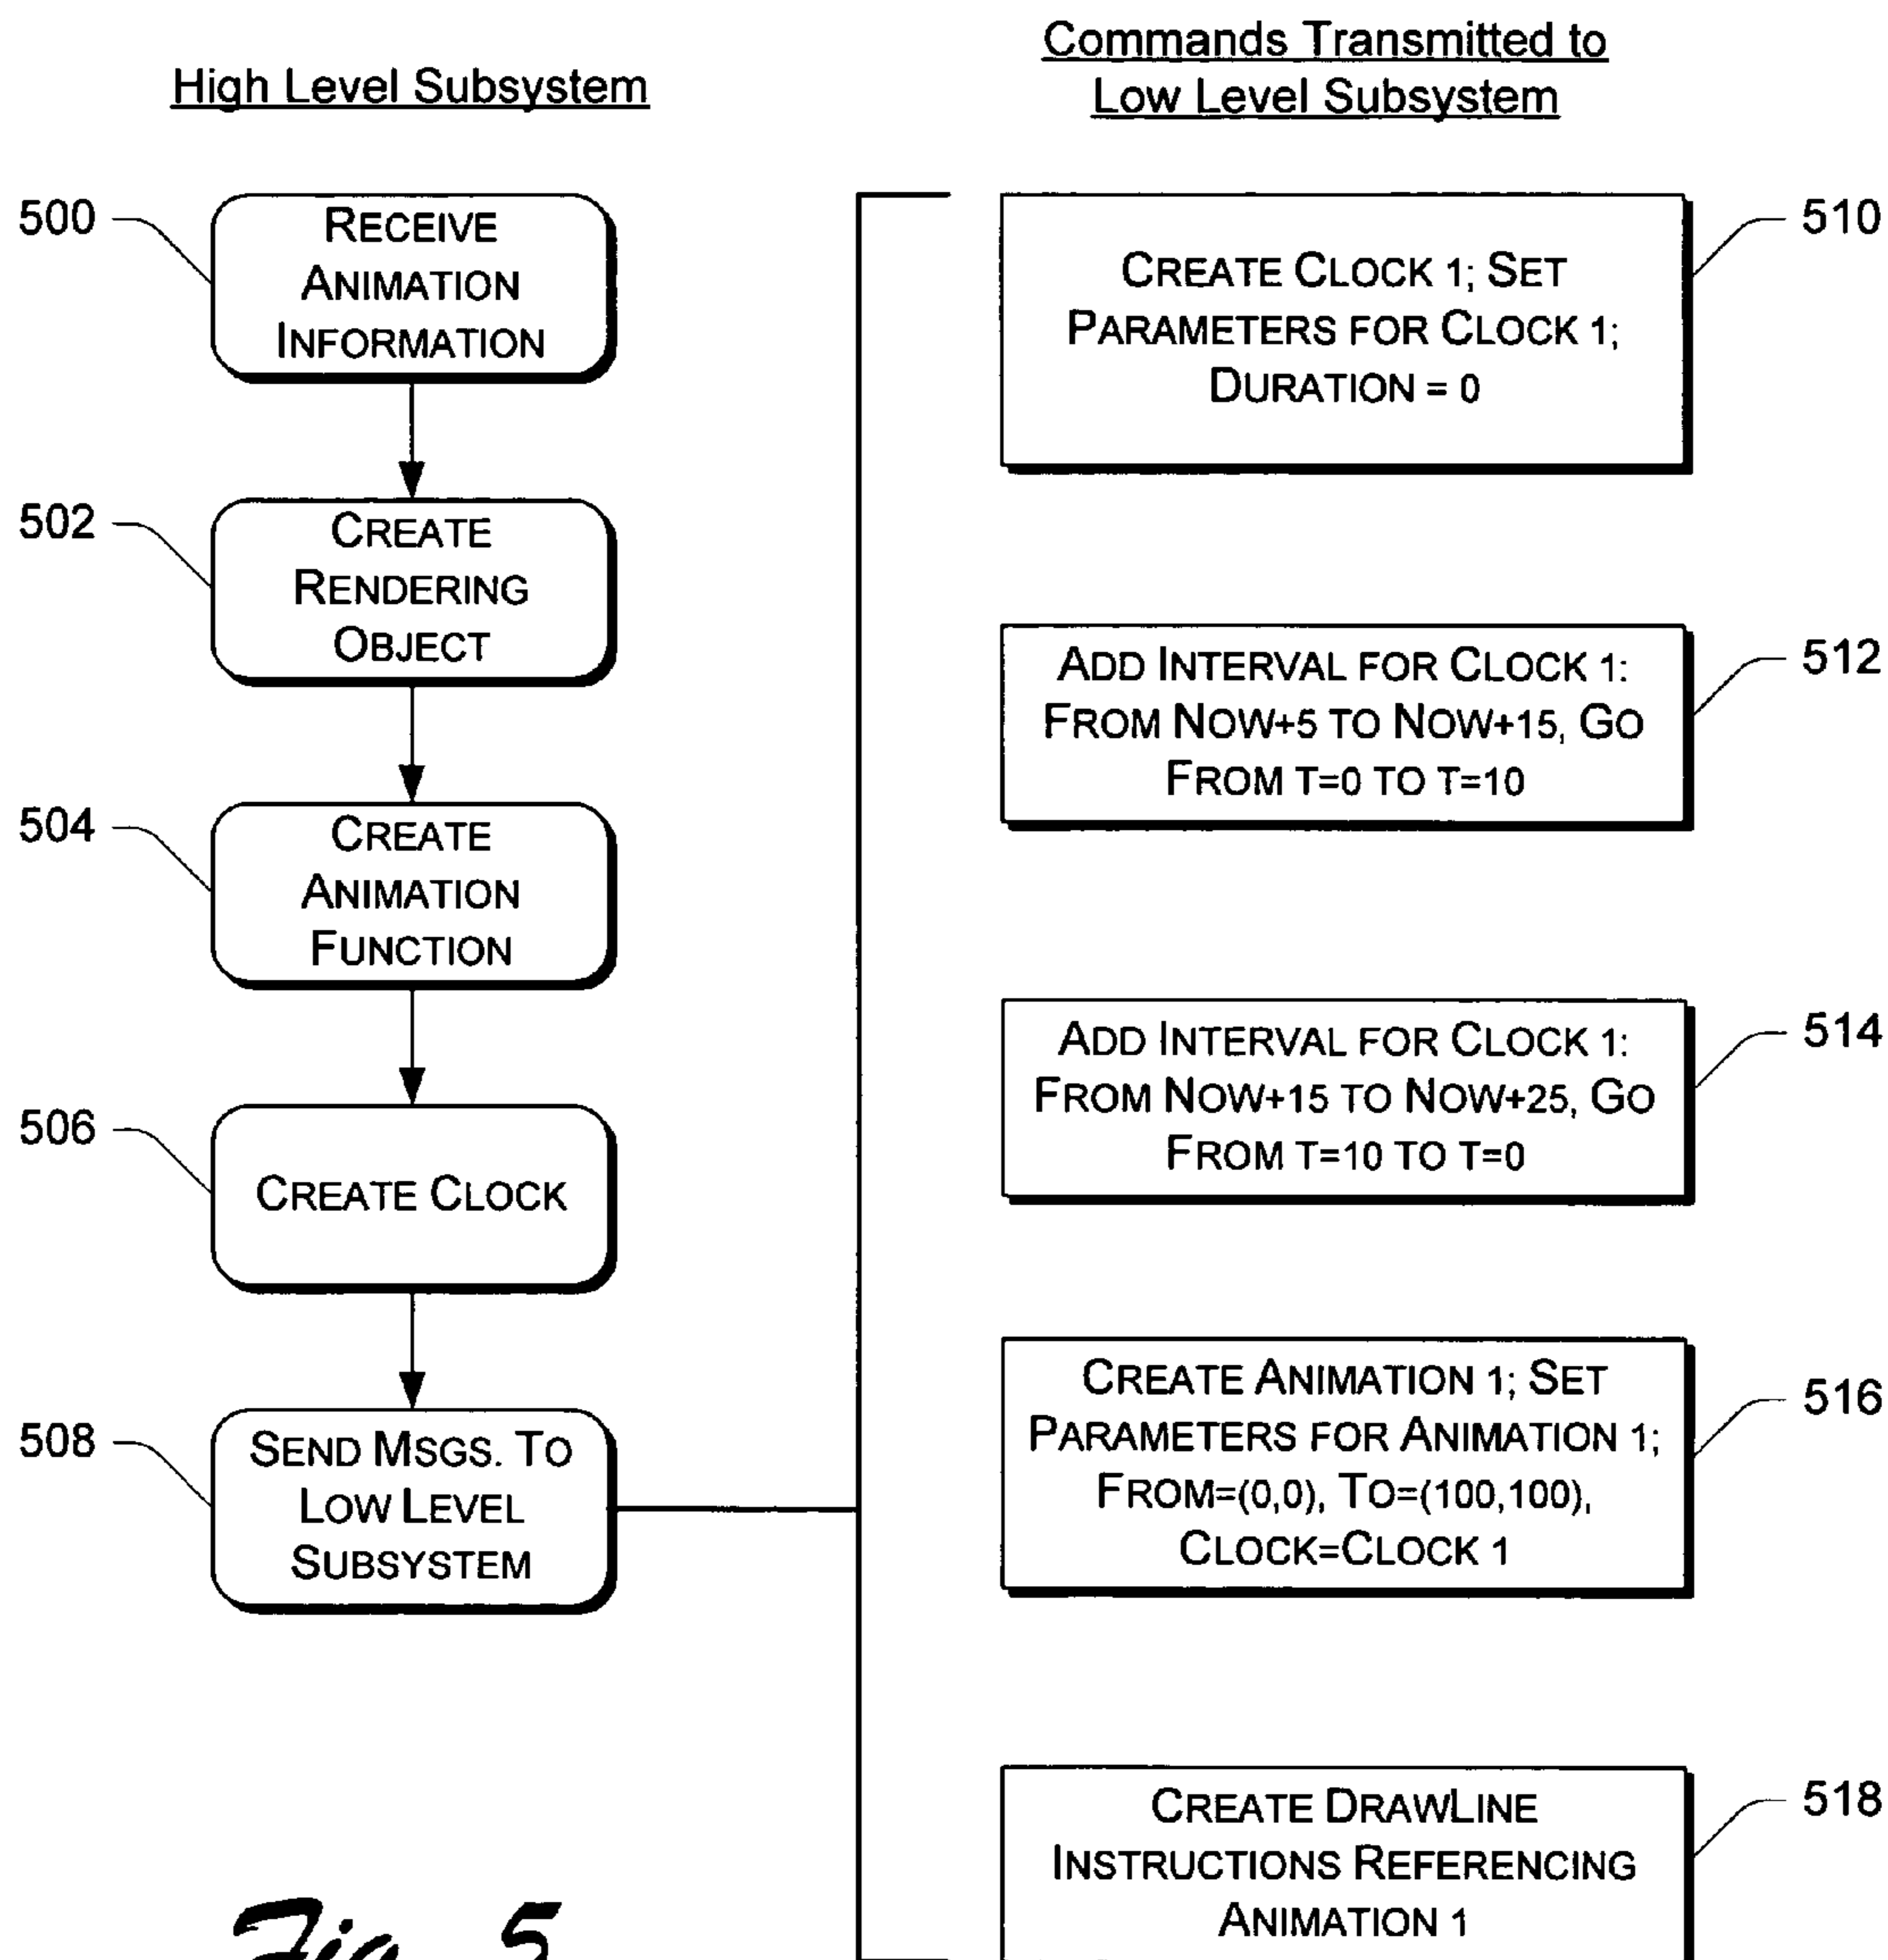 High Level Subsystem
500
RECEIVE
ANIMATION
INFORMATION
502
CREATE
RENDERING
OBJECT
504
CREATE
ANIMATION
FUNCTION
506
CREATE CLOCK
508
SEND MSGS. TO
LOW LEVEL
SUBSYSTEM
Commands Transmitted to
Low Level Subsystem
510
CREATE CLOCK 1; SET
PARAMETERS FOR CLOCK 1;
DURATION = 0
512
ADD INTERVAL FOR CLOCK 1:
FROM NOW+5 TO NOW+15, GO
FROM T=0 TO T=10
514
ADD INTERVAL FOR CLOCK 1:
FROM NOW+15 TO NOW+25, GO
FROM T=10 TO T=0
516
CREATE ANIMATION 1; SET
PARAMETERS FOR ANIMATION 1;
FROM=(0,0), TO=(100,100),
CLOCK=CLOCK 1
518
CREATE DRAWLINE
INSTRUCTIONS REFERENCING
ANIMATION 1
Fig. 5